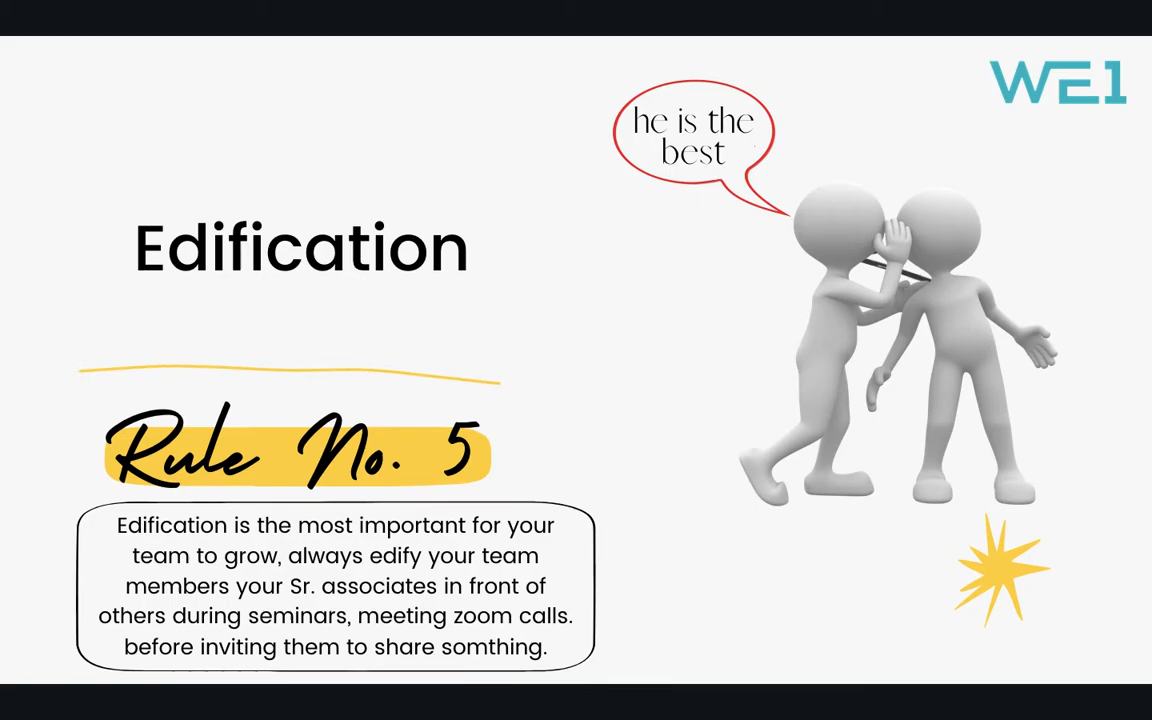 WE1
he is the
best
Edification
Rule No. 5
Edification is the most important for your
team to grow, always edify your team
members your Sr. associates in front of
others during seminars, meeting zoom calls.
before inviting them to share somthing.